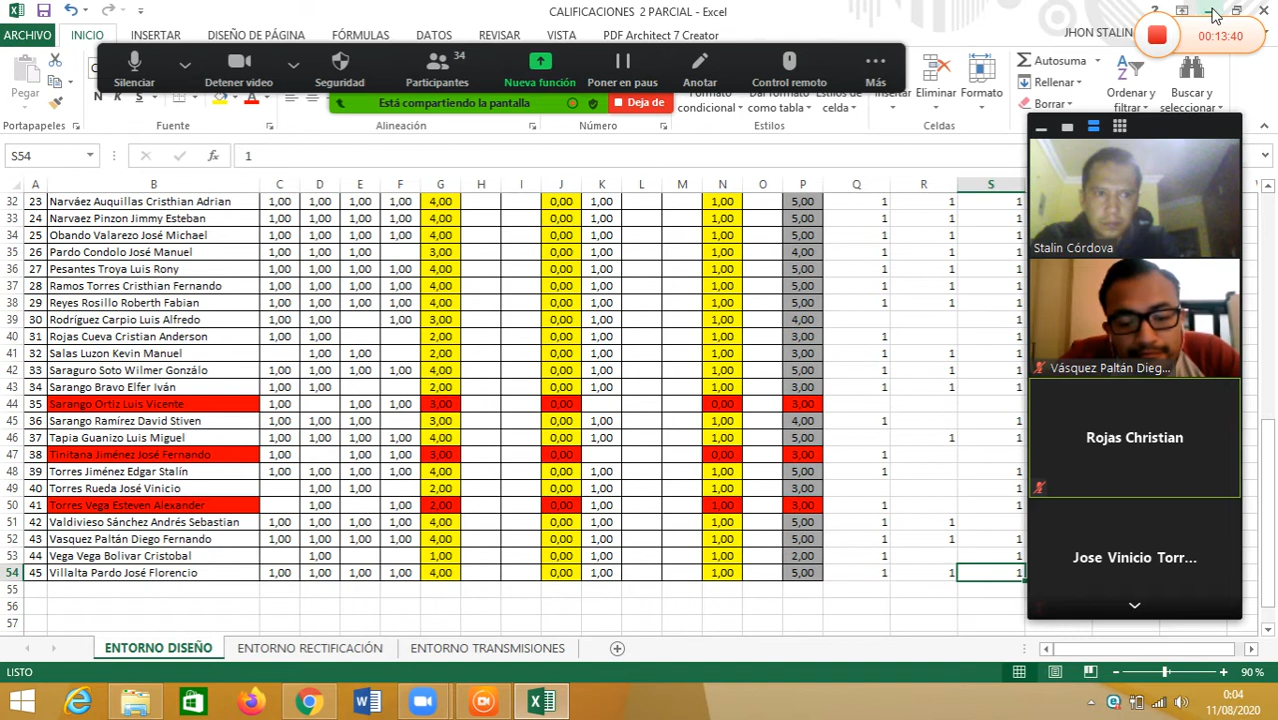 CALIFICACIONES 2 PARCIAL - Excel
ARCHIVO INICIO INSERTAR DISEÑO DE PÁGINA FÓRMULAS DATOS REVISAR VISTA PDF Architect 7 Creator JHON STALIN
00:13:40
Silenciar Detener video Seguridad Participantes 34 Nueva función Poner en paus Anotar Control remoto Más
Está compartiendo la pantalla Deja de
Pegar N K S Formato condicional Dar formato como tabla Estilos de celda Insertar Eliminar Formato Σ Autosuma Rellenar Borrar Ordenar y filtrar Buscar y seleccionar
Portapapeles Fuente Alineación Número Estilos Celdas
S54 fx 1
A B C D E F G H I J K L M N O P Q R S
32 23 Narváez Auquillas Cristhian Adrian 1,00 1,00 1,00 1,00 4,00 0,00 1,00 1,00 5,00 1 1 1
33 24 Narvaez Pinzon Jimmy Esteban 1,00 1,00 1,00 1,00 4,00 0,00 1,00 1,00 5,00 1 1 1
34 25 Obando Valarezo José Michael 1,00 1,00 1,00 1,00 4,00 0,00 1,00 1,00 5,00 1 1 1
35 26 Pardo Condolo José Manuel 1,00 1,00 1,00 3,00 0,00 1,00 1,00 4,00 1 1 1
36 27 Pesantes Troya Luis Rony 1,00 1,00 1,00 1,00 4,00 0,00 1,00 1,00 5,00 1 1 1
37 28 Ramos Torres Cristhian Fernando 1,00 1,00 1,00 1,00 4,00 0,00 1,00 1,00 5,00 1 1 1
38 29 Reyes Rosillo Roberth Fabian 1,00 1,00 1,00 1,00 4,00 0,00 1,00 1,00 5,00 1 1 1
39 30 Rodríguez Carpio Luis Alfredo 1,00 1,00 1,00 3,00 0,00 1,00 1,00 4,00 1
40 31 Rojas Cueva Cristian Anderson 1,00 1,00 2,00 0,00 1,00 1,00 3,00 1 1
41 32 Salas Luzon Kevin Manuel 1,00 1,00 2,00 0,00 1,00 1,00 3,00 1 1 1
42 33 Saraguro Soto Wilmer Gonzálo 1,00 1,00 1,00 1,00 4,00 0,00 1,00 1,00 5,00 1 1 1
43 34 Sarango Bravo Elfer Iván 1,00 1,00 2,00 0,00 1,00 1,00 3,00 1 1 1
44 35 Sarango Ortiz Luis Vicente 1,00 1,00 1,00 3,00 0,00 0,00 3,00
45 36 Sarango Ramírez David Stiven 1,00 1,00 1,00 3,00 0,00 1,00 1,00 4,00 1 1
46 37 Tapia Guanizo Luis Miguel 1,00 1,00 1,00 1,00 4,00 0,00 1,00 1,00 5,00 1 1
47 38 Tinitana Jiménez José Fernando 1,00 1,00 1,00 3,00 0,00 0,00 3,00 1
48 39 Torres Jiménez Edgar Stalín 1,00 1,00 1,00 1,00 4,00 0,00 1,00 1,00 5,00 1 1
49 40 Torres Rueda José Vinicio 1,00 1,00 2,00 0,00 1,00 1,00 3,00 1
50 41 Torres Vega Esteven Alexander 1,00 1,00 2,00 0,00 1,00 1,00 3,00 1 1
51 42 Valdivieso Sánchez Andrés Sebastian 1,00 1,00 1,00 1,00 4,00 0,00 1,00 1,00 5,00 1 1
52 43 Vasquez Paltán Diego Fernando 1,00 1,00 1,00 1,00 4,00 0,00 1,00 1,00 5,00 1 1 1
53 44 Vega Vega Bolivar Cristobal 1,00 1,00 0,00 1,00 1,00 2,00 1 1
54 45 Villalta Pardo José Florencio 1,00 1,00 1,00 1,00 4,00 0,00 1,00 1,00 5,00 1 1 1
55
56
57
Stalin Córdova
Vásquez Paltán Dieg...
Rojas Christian
Jose Vinicio Torr...
ENTORNO DISEÑO ENTORNO RECTIFICACIÓN ENTORNO TRANSMISIONES
LISTO 90 %
0:04
11/08/2020